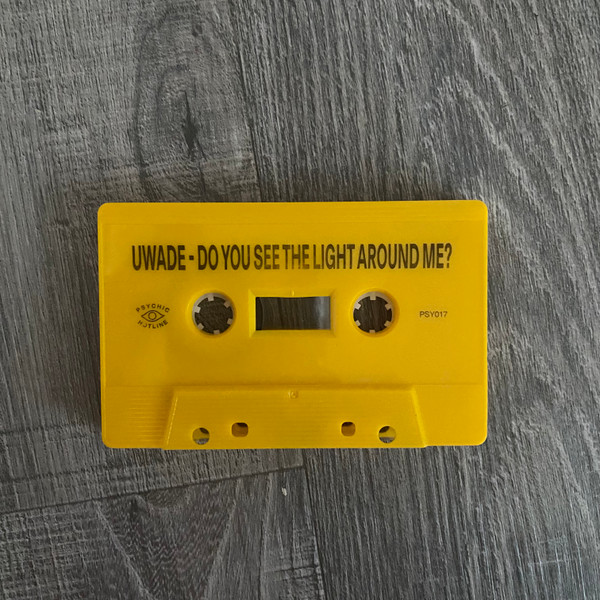 UWADE - DO YOU SEE THE LIGHT AROUND ME?
PSYCHIC
HOTLINE
PSY017